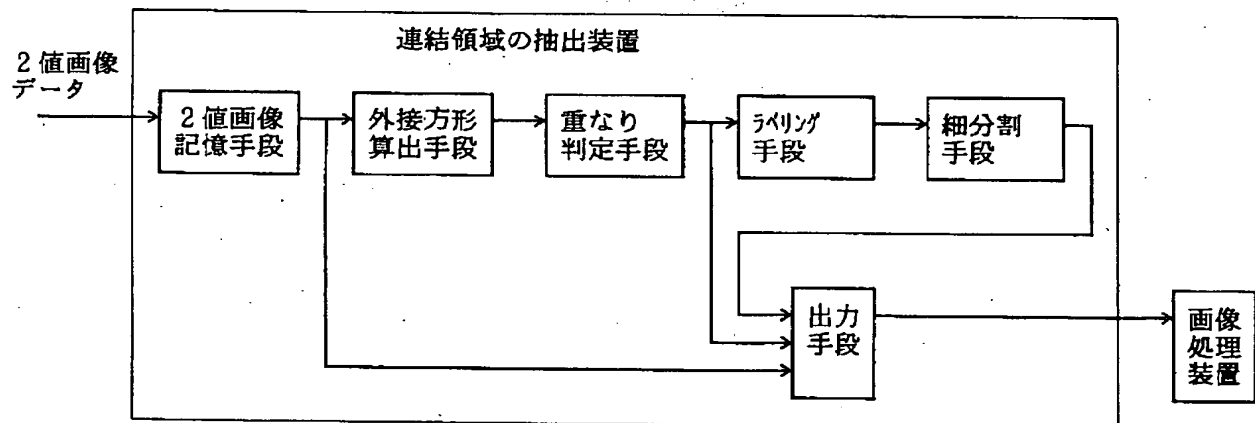 連結領域の抽出装置
２値画像
データ
２値画像
記憶手段
外接方形
算出手段
重なり
判定手段
ﾗﾍﾞﾘﾝｸﾞ
手段
細分割
手段
出力
手段
画像
処理
装置